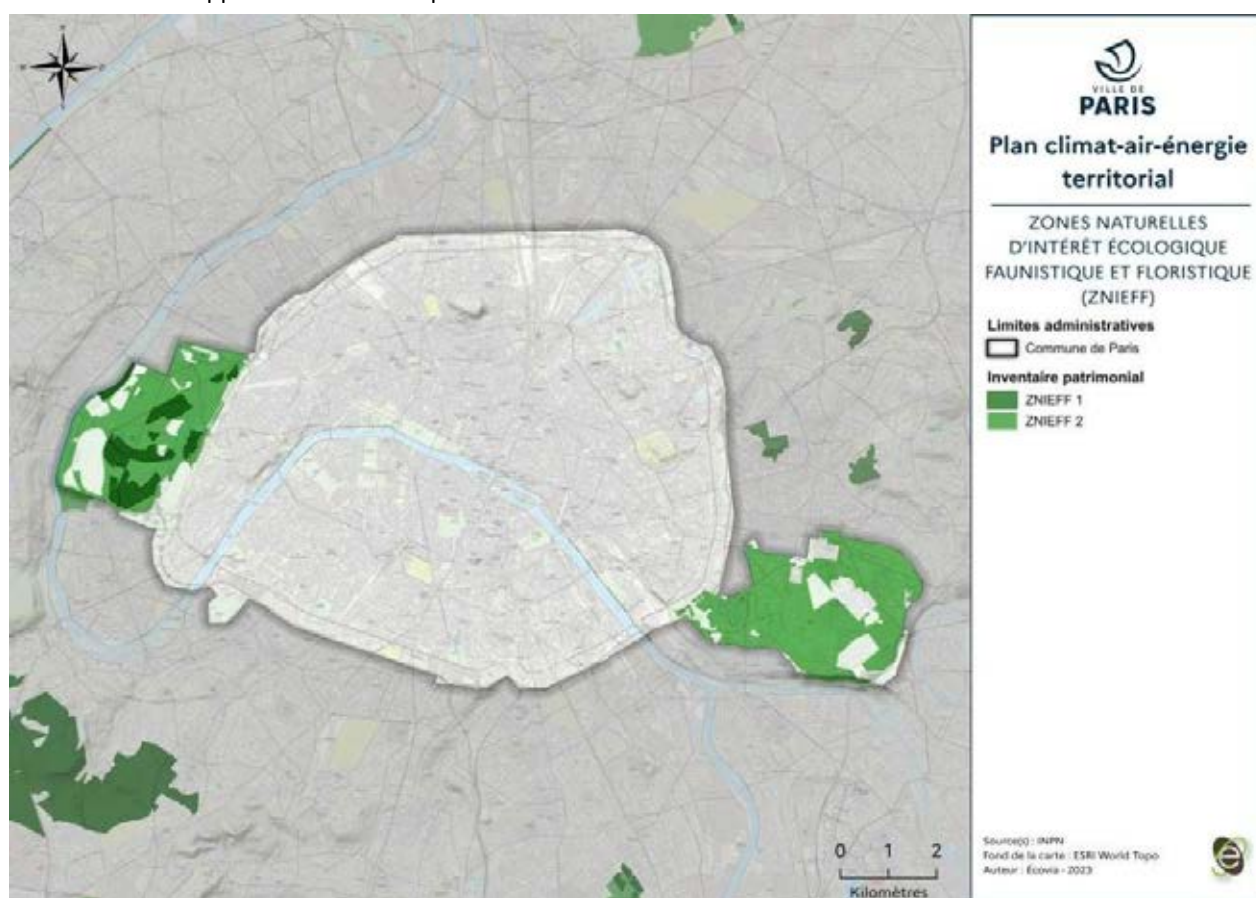 VILLE DE
PARIS
Plan climat-air-énergie
territorial
ZONES NATURELLES
D'INTÉRÊT ÉCOLOGIQUE
FAUNISTIQUE ET FLORISTIQUE
(ZNIEFF)
Limites administratives
Commune de Paris
Inventaire patrimonial
ZNIEFF 1
ZNIEFF 2
0 1 2
Kilomètres
Source(s) : INPN
Fond de la carte : ESRI World Topo
Auteur : Écovia - 2023